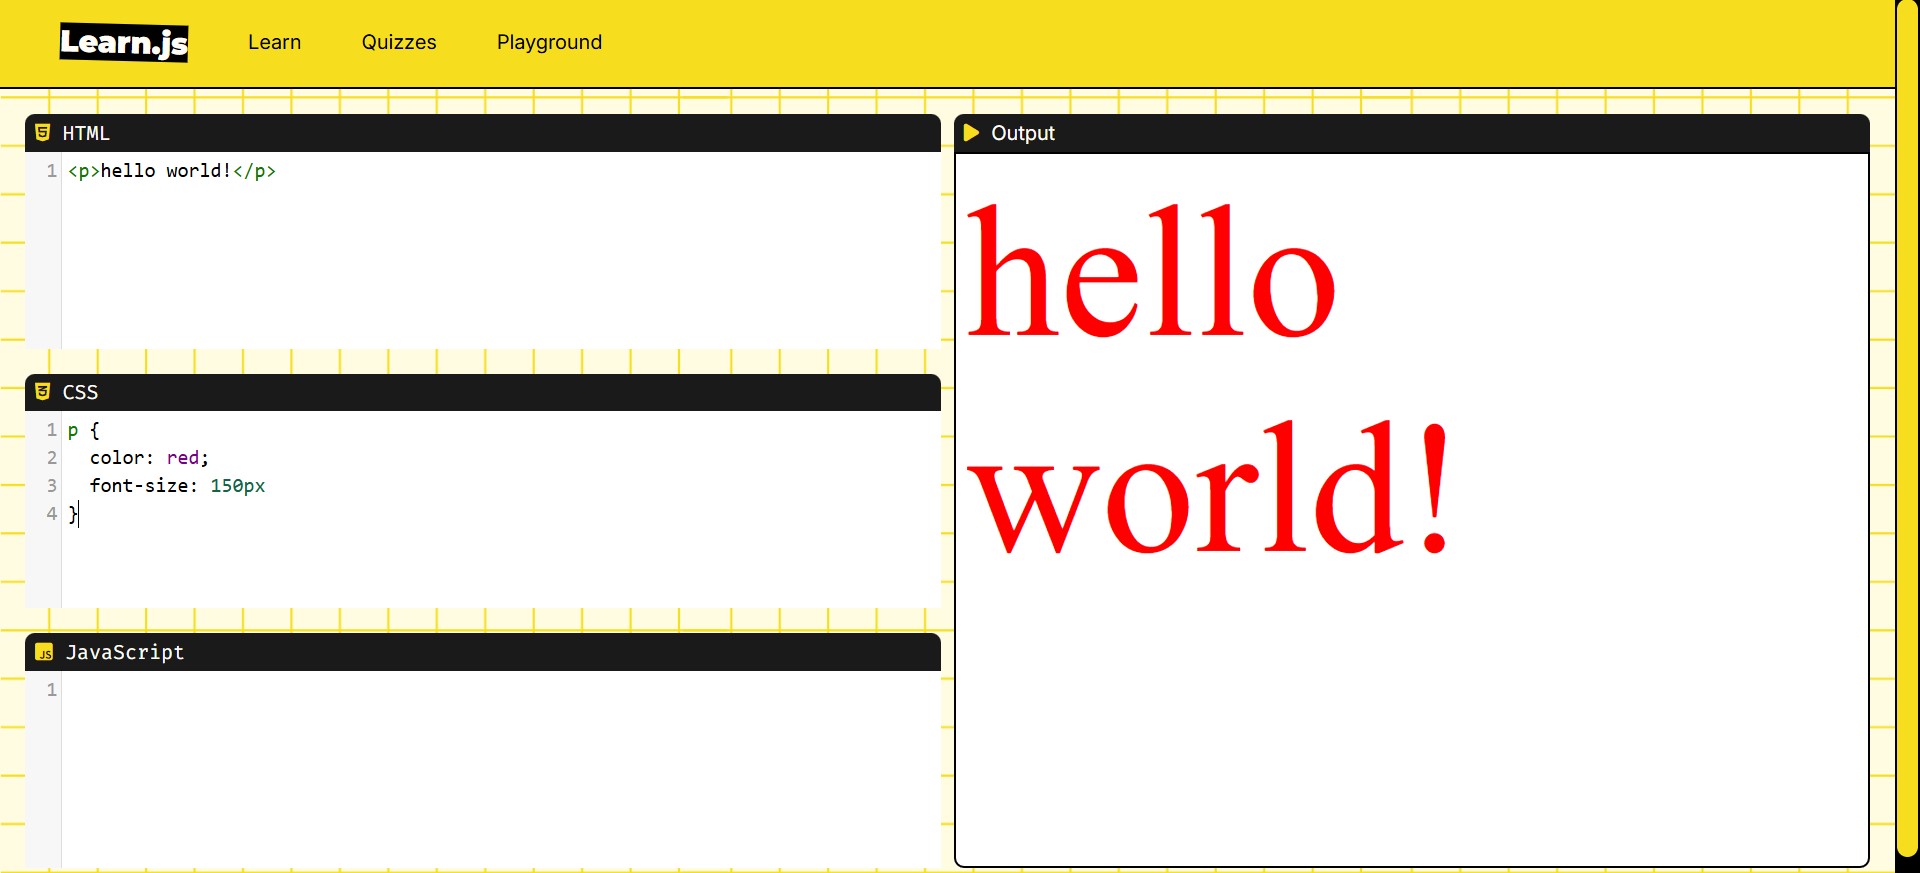 Learn.js Learn Quizzes Playground
HTML
1 <p>hello world!</p>
CSS
1 p {
2   color: red;
3   font-size: 150px
4 }
JS JavaScript
1
Output
hello
world!